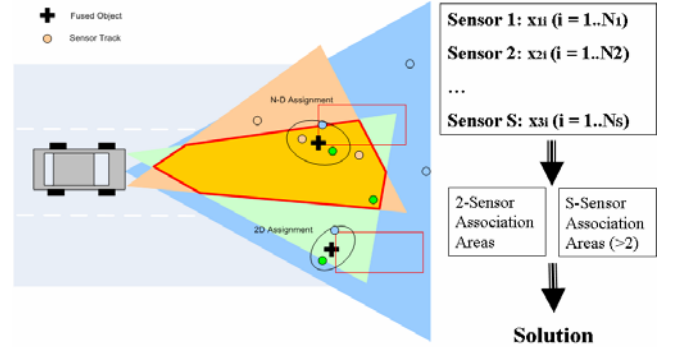 Fused Object
Sensor Track
N-D Assignment
2D Assignment
Sensor 1: x1i (i = 1..N1)
Sensor 2: x2i (i = 1..N2)
...
Sensor S: x3i (i = 1..NS)
2-Sensor
Association
Areas
S-Sensor
Association
Areas (>2)
Solution